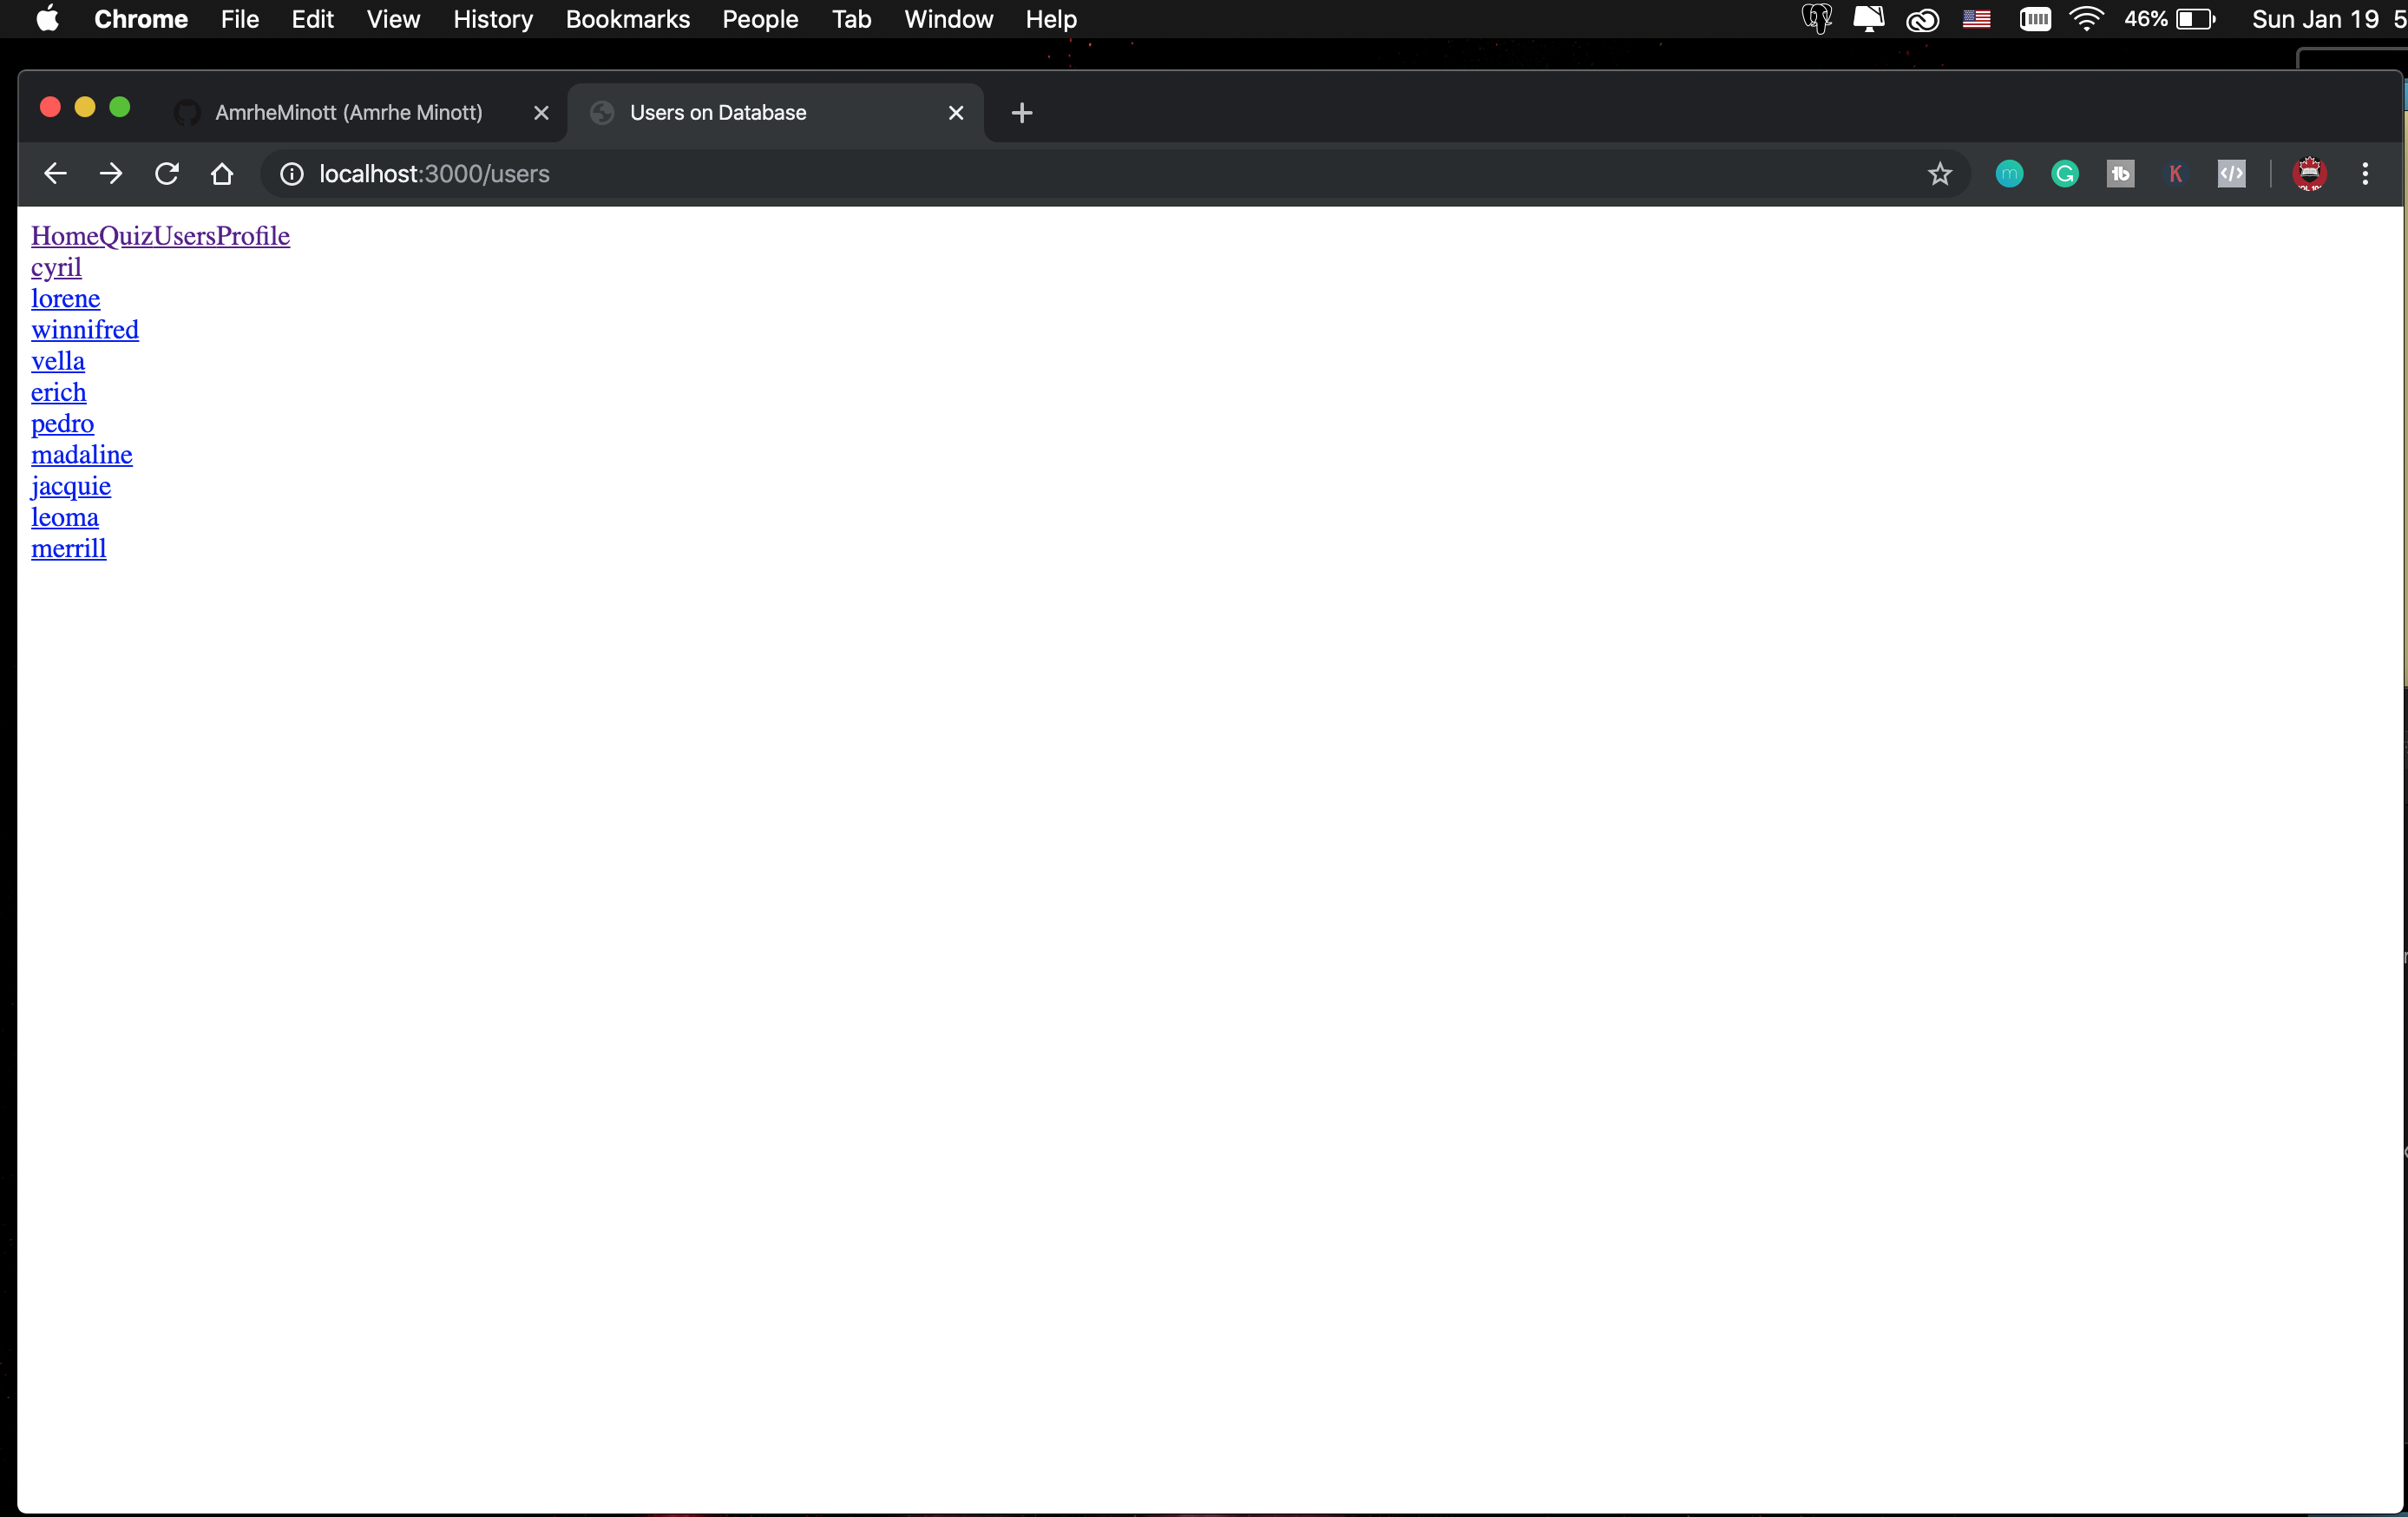 Chrome File Edit View History Bookmarks People Tab Window Help 46% Sun Jan 19 5
AmrheMinott (Amrhe Minott) Users on Database
localhost:3000/users
HomeQuizUsersProfile
cyril
lorene
winnifred
vella
erich
pedro
madaline
jacquie
leoma
merrill